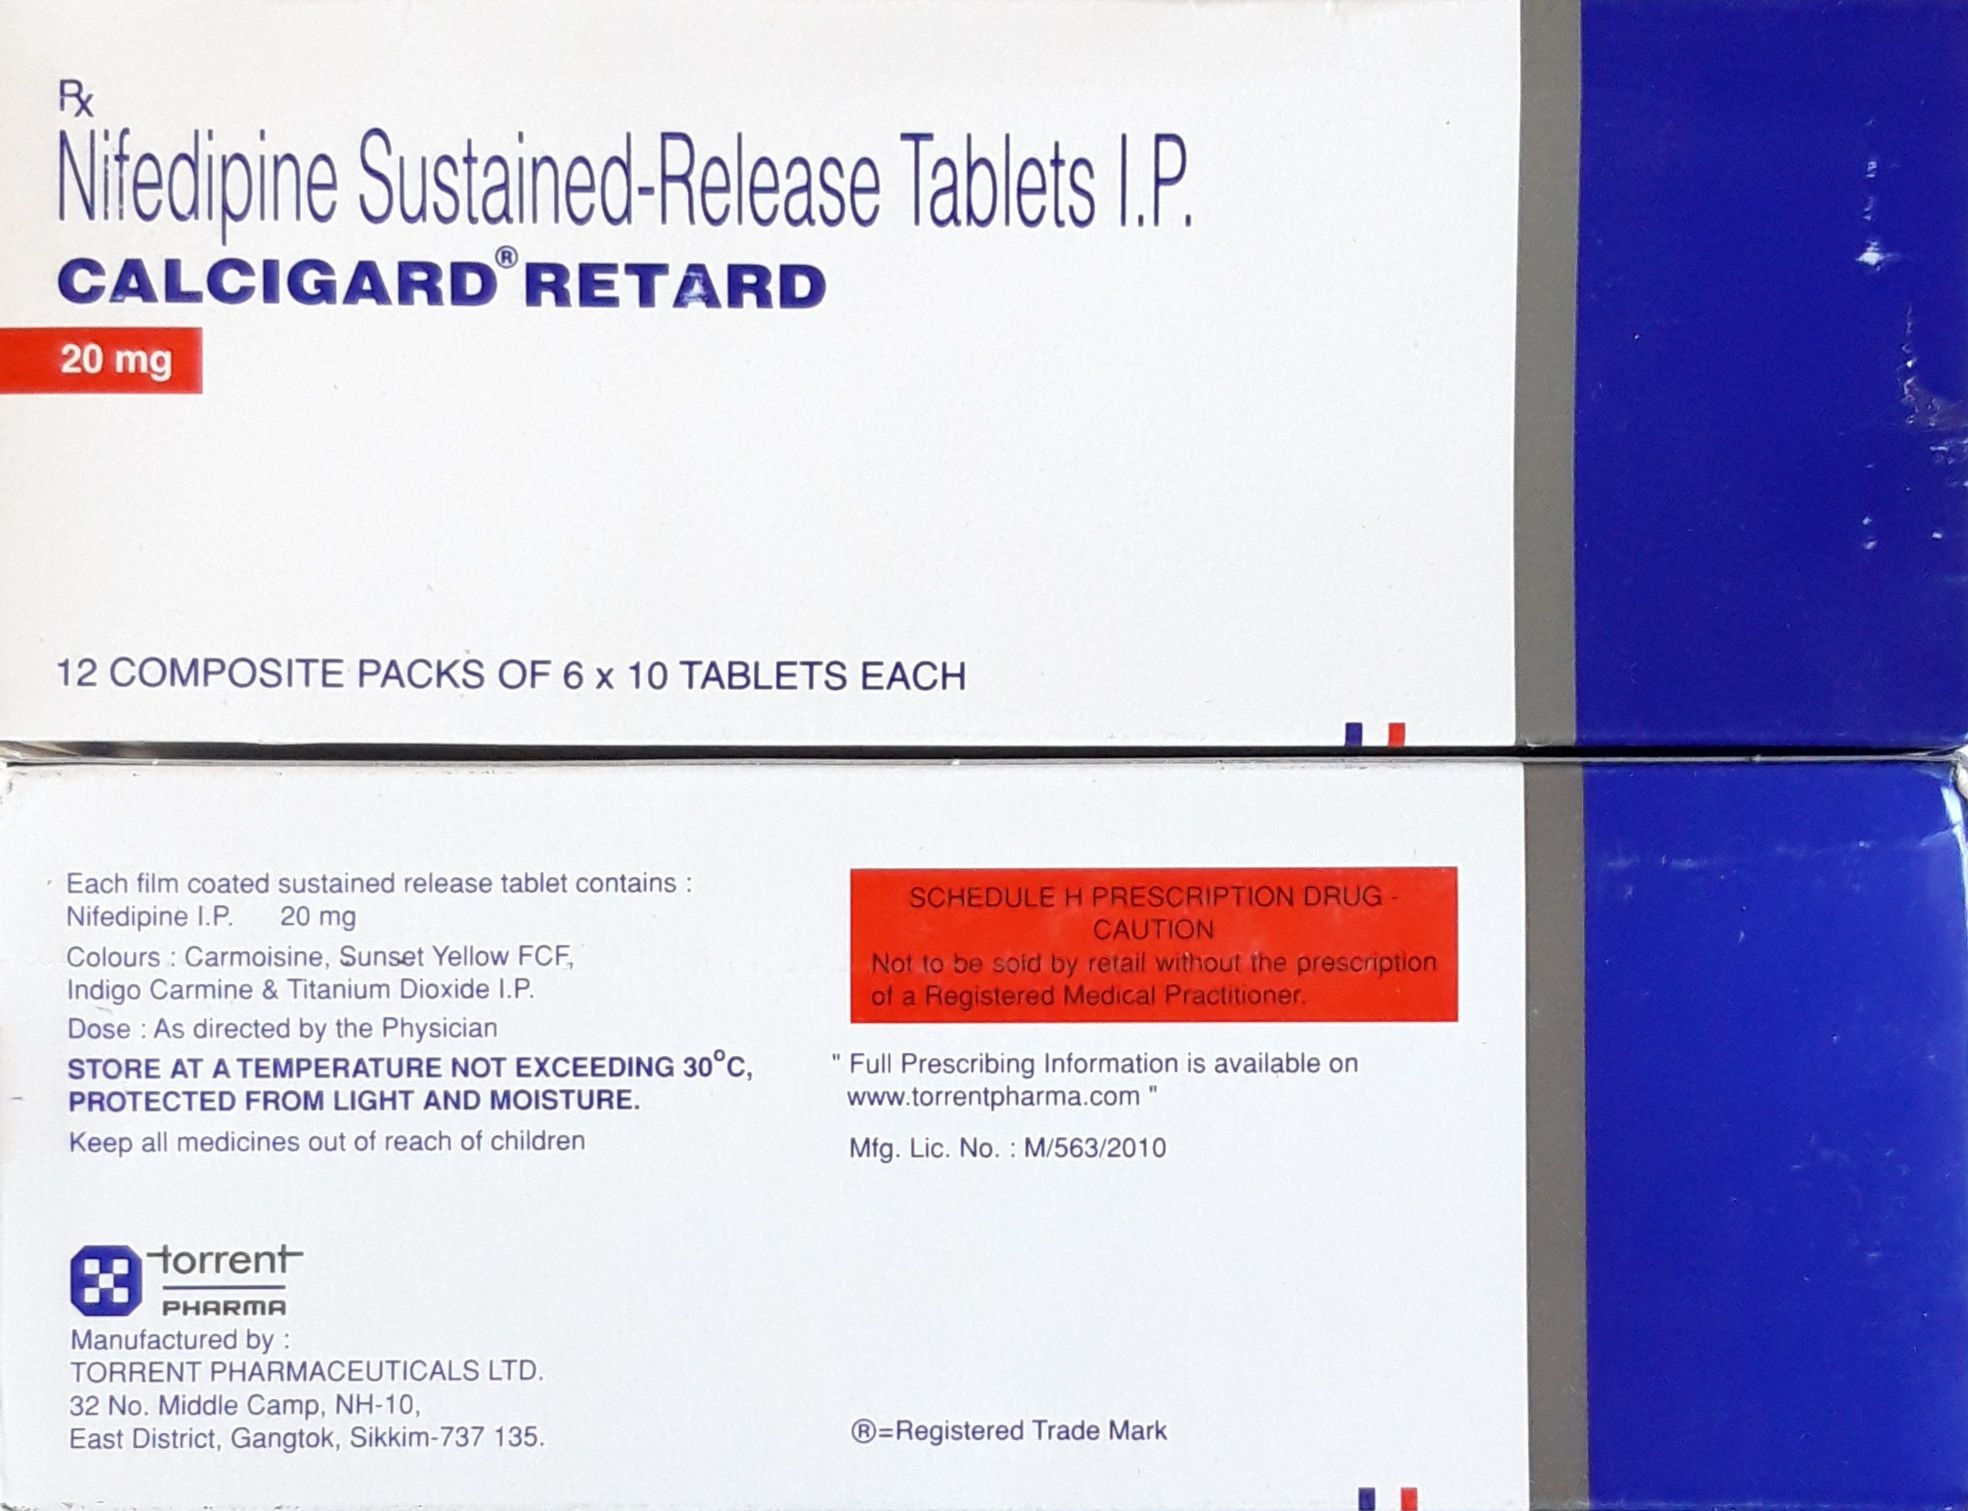 Rx
Nifedipine Sustained-Release Tablets I.P.
CALCIGARD® RETARD
20 mg
12 COMPOSITE PACKS OF 6 x 10 TABLETS EACH
Each film coated sustained release tablet contains :
Nifedipine I.P. 20 mg
Colours : Carmoisine, Sunset Yellow FCF,
Indigo Carmine & Titanium Dioxide I.P.
Dose : As directed by the Physician
STORE AT A TEMPERATURE NOT EXCEEDING 30°C,
PROTECTED FROM LIGHT AND MOISTURE.
Keep all medicines out of reach of children
torrent
PHARMA
Manufactured by :
TORRENT PHARMACEUTICALS LTD.
32 No. Middle Camp, NH-10,
East District, Gangtok, Sikkim-737 135.
SCHEDULE H PRESCRIPTION DRUG -
CAUTION
Not to be sold by retail without the prescription
of a Registered Medical Practitioner.
" Full Prescribing Information is available on
www.torrentpharma.com "
Mfg. Lic. No. : M/563/2010
®=Registered Trade Mark